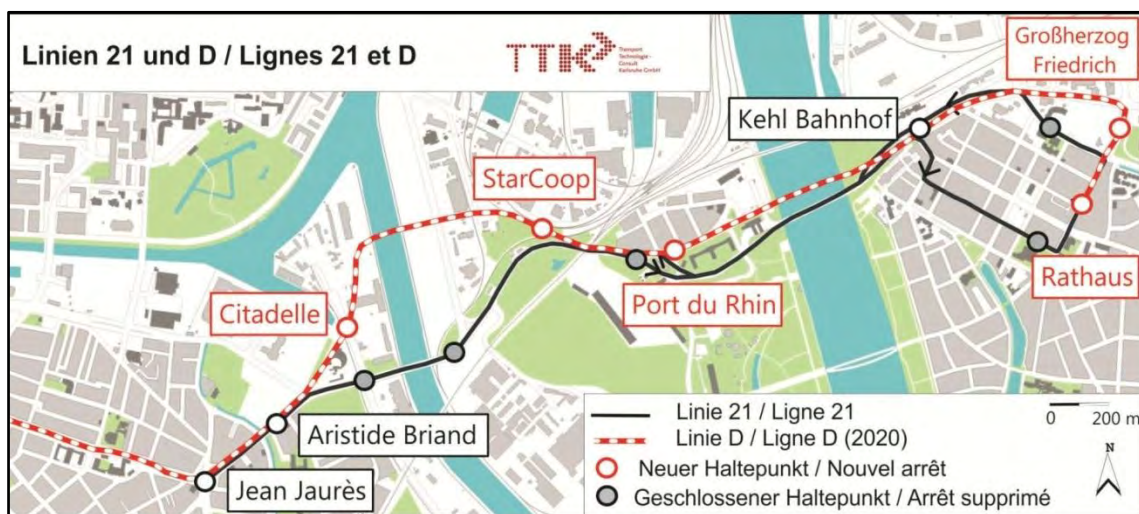 Linien 21 und D / Lignes 21 et D
TTK
Transport
Technologie-
Consult
Karlsruhe GmbH
Großherzog
Friedrich
Kehl Bahnhof
StarCoop
Citadelle
Port du Rhin
Rathaus
Aristide Briand
Jean Jaurès
Linie 21 / Ligne 21
0 200 m
Linie D / Ligne D (2020)
N
Neuer Haltepunkt / Nouvel arrêt
Geschlossener Haltepunkt / Arrêt supprimé